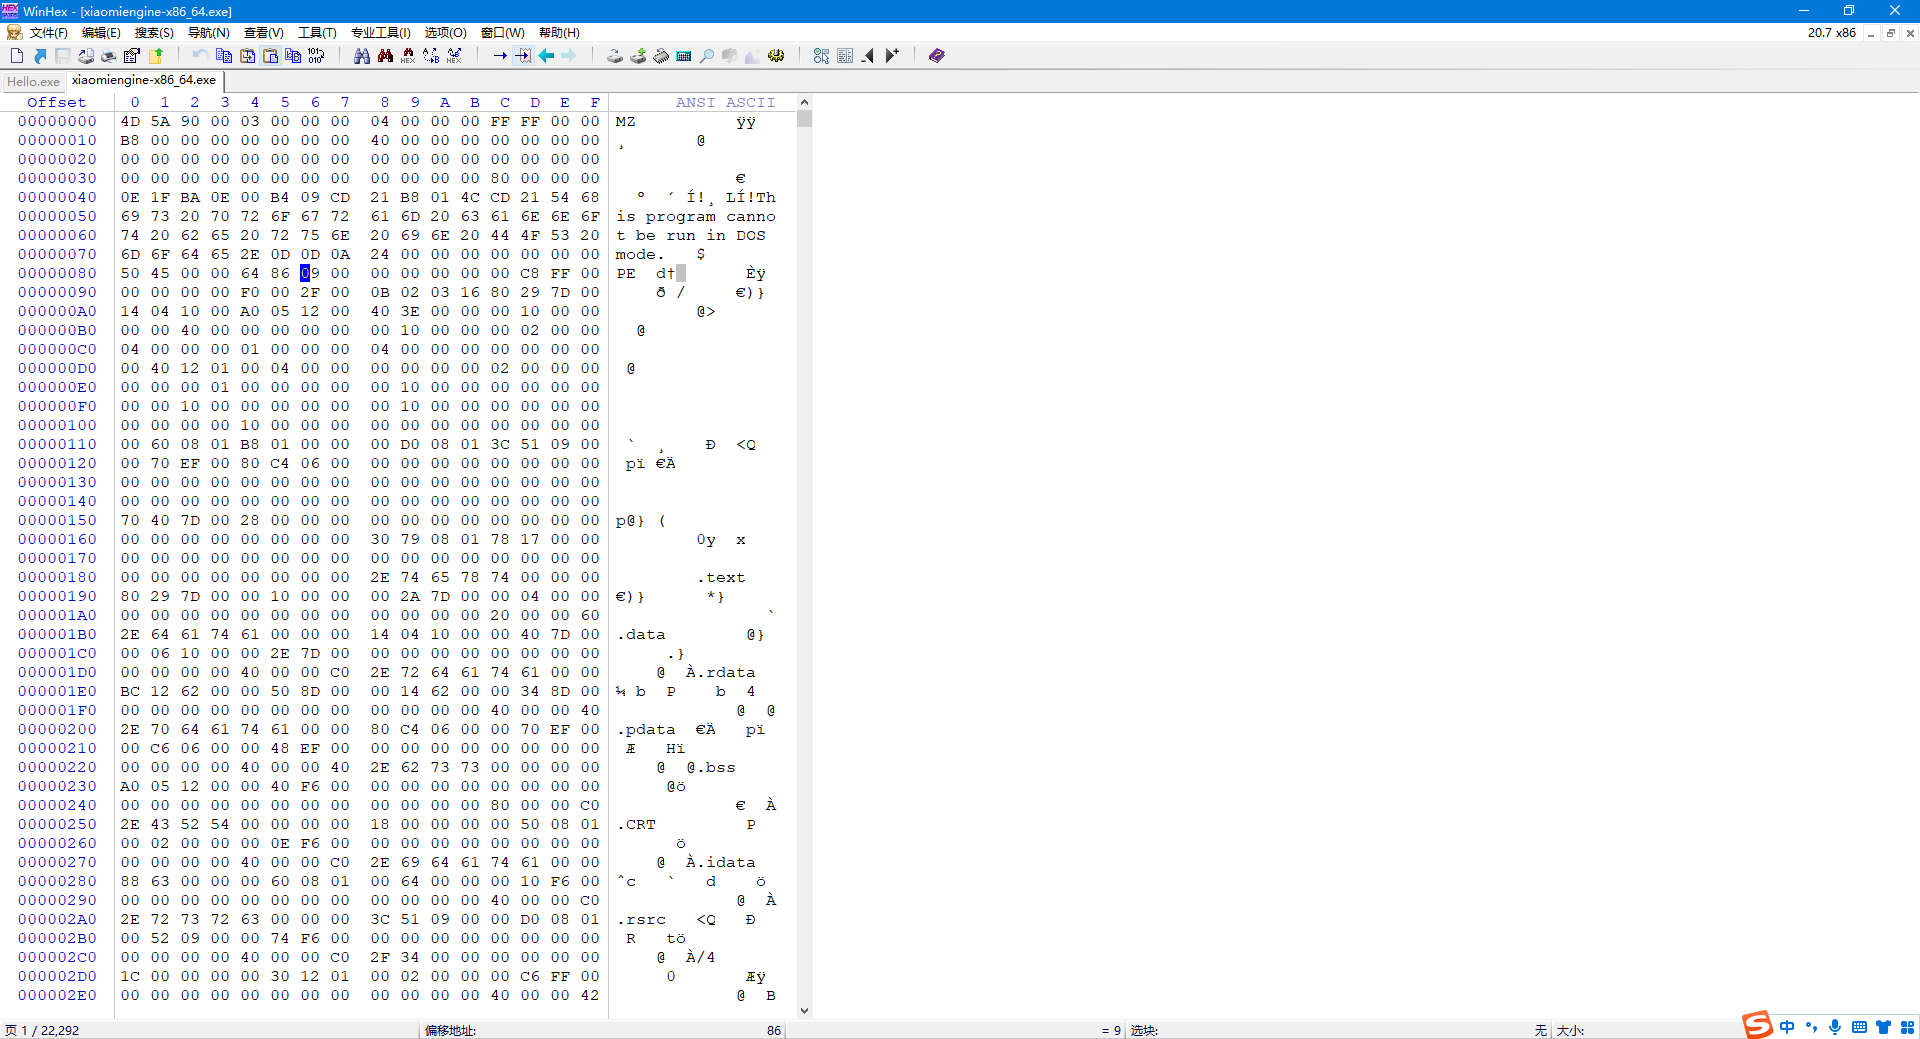 WinHex - [xiaomiengine-x86_64.exe]
文件(F) 编辑(E) 搜索(S) 导航(N) 查看(V) 工具(T) 专业工具(I) 选项(O) 窗口(W) 帮助(H) 20.7 x86
Hello.exe xiaomiengine-x86_64.exe
Offset 0 1 2 3 4 5 6 7 8 9 A B C D E F ANSI ASCII
00000000 4D 5A 90 00 03 00 00 00 04 00 00 00 FF FF 00 00 MZ ÿÿ
00000010 B8 00 00 00 00 00 00 00 40 00 00 00 00 00 00 00 ¸ @
00000020 00 00 00 00 00 00 00 00 00 00 00 00 00 00 00 00
00000030 00 00 00 00 00 00 00 00 00 00 00 00 80 00 00 00 €
00000040 0E 1F BA 0E 00 B4 09 CD 21 B8 01 4C CD 21 54 68 º ´ Í!¸ LÍ!Th
00000050 69 73 20 70 72 6F 67 72 61 6D 20 63 61 6E 6E 6F is program canno
00000060 74 20 62 65 20 72 75 6E 20 69 6E 20 44 4F 53 20 t be run in DOS
00000070 6D 6F 64 65 2E 0D 0D 0A 24 00 00 00 00 00 00 00 mode. $
00000080 50 45 00 00 64 86 09 00 00 00 00 00 00 C8 FF 00 PE d† Èÿ
00000090 00 00 00 00 F0 00 2F 00 0B 02 03 16 80 29 7D 00 ð / €)}
000000A0 14 04 10 00 A0 05 12 00 40 3E 00 00 00 10 00 00 @>
000000B0 00 00 40 00 00 00 00 00 00 10 00 00 00 02 00 00 @
000000C0 04 00 00 00 01 00 00 00 04 00 00 00 00 00 00 00
000000D0 00 40 12 01 00 04 00 00 00 00 00 00 02 00 00 00 @
000000E0 00 00 00 01 00 00 00 00 00 10 00 00 00 00 00 00
000000F0 00 00 10 00 00 00 00 00 00 10 00 00 00 00 00 00
00000100 00 00 00 00 10 00 00 00 00 00 00 00 00 00 00 00
00000110 00 60 08 01 B8 01 00 00 00 D0 08 01 3C 51 09 00 ` ¸ Ð <Q
00000120 00 70 EF 00 80 C4 06 00 00 00 00 00 00 00 00 00 pï €Ä
00000130 00 00 00 00 00 00 00 00 00 00 00 00 00 00 00 00
00000140 00 00 00 00 00 00 00 00 00 00 00 00 00 00 00 00
00000150 70 40 7D 00 28 00 00 00 00 00 00 00 00 00 00 00 p@} (
00000160 00 00 00 00 00 00 00 00 30 79 08 01 78 17 00 00 0y x
00000170 00 00 00 00 00 00 00 00 00 00 00 00 00 00 00 00
00000180 00 00 00 00 00 00 00 00 2E 74 65 78 74 00 00 00 .text
00000190 80 29 7D 00 00 10 00 00 00 2A 7D 00 00 04 00 00 €)} *}
000001A0 00 00 00 00 00 00 00 00 00 00 00 00 20 00 00 60 `
000001B0 2E 64 61 74 61 00 00 00 14 04 10 00 00 40 7D 00 .data @}
000001C0 00 06 10 00 00 2E 7D 00 00 00 00 00 00 00 00 00 .}
000001D0 00 00 00 00 40 00 00 C0 2E 72 64 61 74 61 00 00 @ À.rdata
000001E0 BC 12 62 00 00 50 8D 00 00 14 62 00 00 34 8D 00 ¼ b P b 4
000001F0 00 00 00 00 00 00 00 00 00 00 00 00 40 00 00 40 @ @
00000200 2E 70 64 61 74 61 00 00 80 C4 06 00 00 70 EF 00 .pdata €Ä pï
00000210 00 C6 06 00 00 48 EF 00 00 00 00 00 00 00 00 00 Æ Hï
00000220 00 00 00 00 40 00 00 40 2E 62 73 73 00 00 00 00 @ @.bss
00000230 A0 05 12 00 00 40 F6 00 00 00 00 00 00 00 00 00 @ö
00000240 00 00 00 00 00 00 00 00 00 00 00 00 80 00 00 C0 € À
00000250 2E 43 52 54 00 00 00 00 18 00 00 00 00 50 08 01 .CRT P
00000260 00 02 00 00 00 0E F6 00 00 00 00 00 00 00 00 00 ö
00000270 00 00 00 00 40 00 00 C0 2E 69 64 61 74 61 00 00 @ À.idata
00000280 88 63 00 00 00 60 08 01 00 64 00 00 00 10 F6 00 ˆc ` d ö
00000290 00 00 00 00 00 00 00 00 00 00 00 00 40 00 00 C0 @ À
000002A0 2E 72 73 72 63 00 00 00 3C 51 09 00 00 D0 08 01 .rsrc <Q Ð
000002B0 00 52 09 00 00 74 F6 00 00 00 00 00 00 00 00 00 R tö
000002C0 00 00 00 00 40 00 00 C0 2F 34 00 00 00 00 00 00 @ À/4
000002D0 1C 00 00 00 00 30 12 01 00 02 00 00 00 C6 FF 00 0 Æÿ
000002E0 00 00 00 00 00 00 00 00 00 00 00 00 40 00 00 42 @ B
页 1 / 22,292 偏移地址: 86 = 9 选块: 无 大小: 中